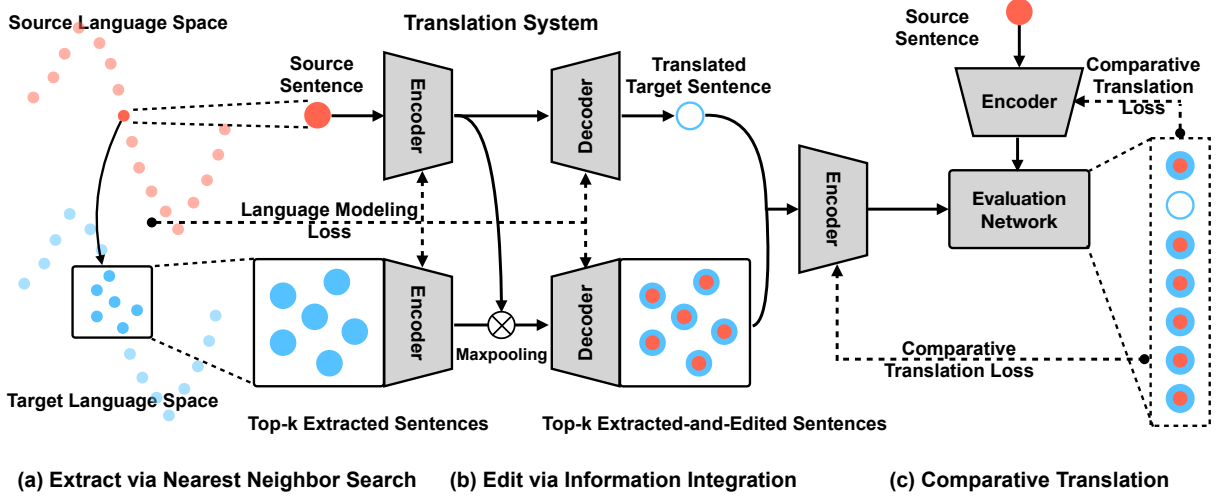 Source Language Space
Translation System
Source
Sentence
Source
Sentence
Encoder
Decoder
Translated
Target Sentence
Comparative
Translation
Loss
Encoder
Encoder
Evaluation
Network
Language Modeling
Loss
Encoder
Maxpooling
Decoder
Comparative
Translation Loss
Target Language Space
Top-k Extracted Sentences
Top-k Extracted-and-Edited Sentences
(a) Extract via Nearest Neighbor Search
(b) Edit via Information Integration
(c) Comparative Translation